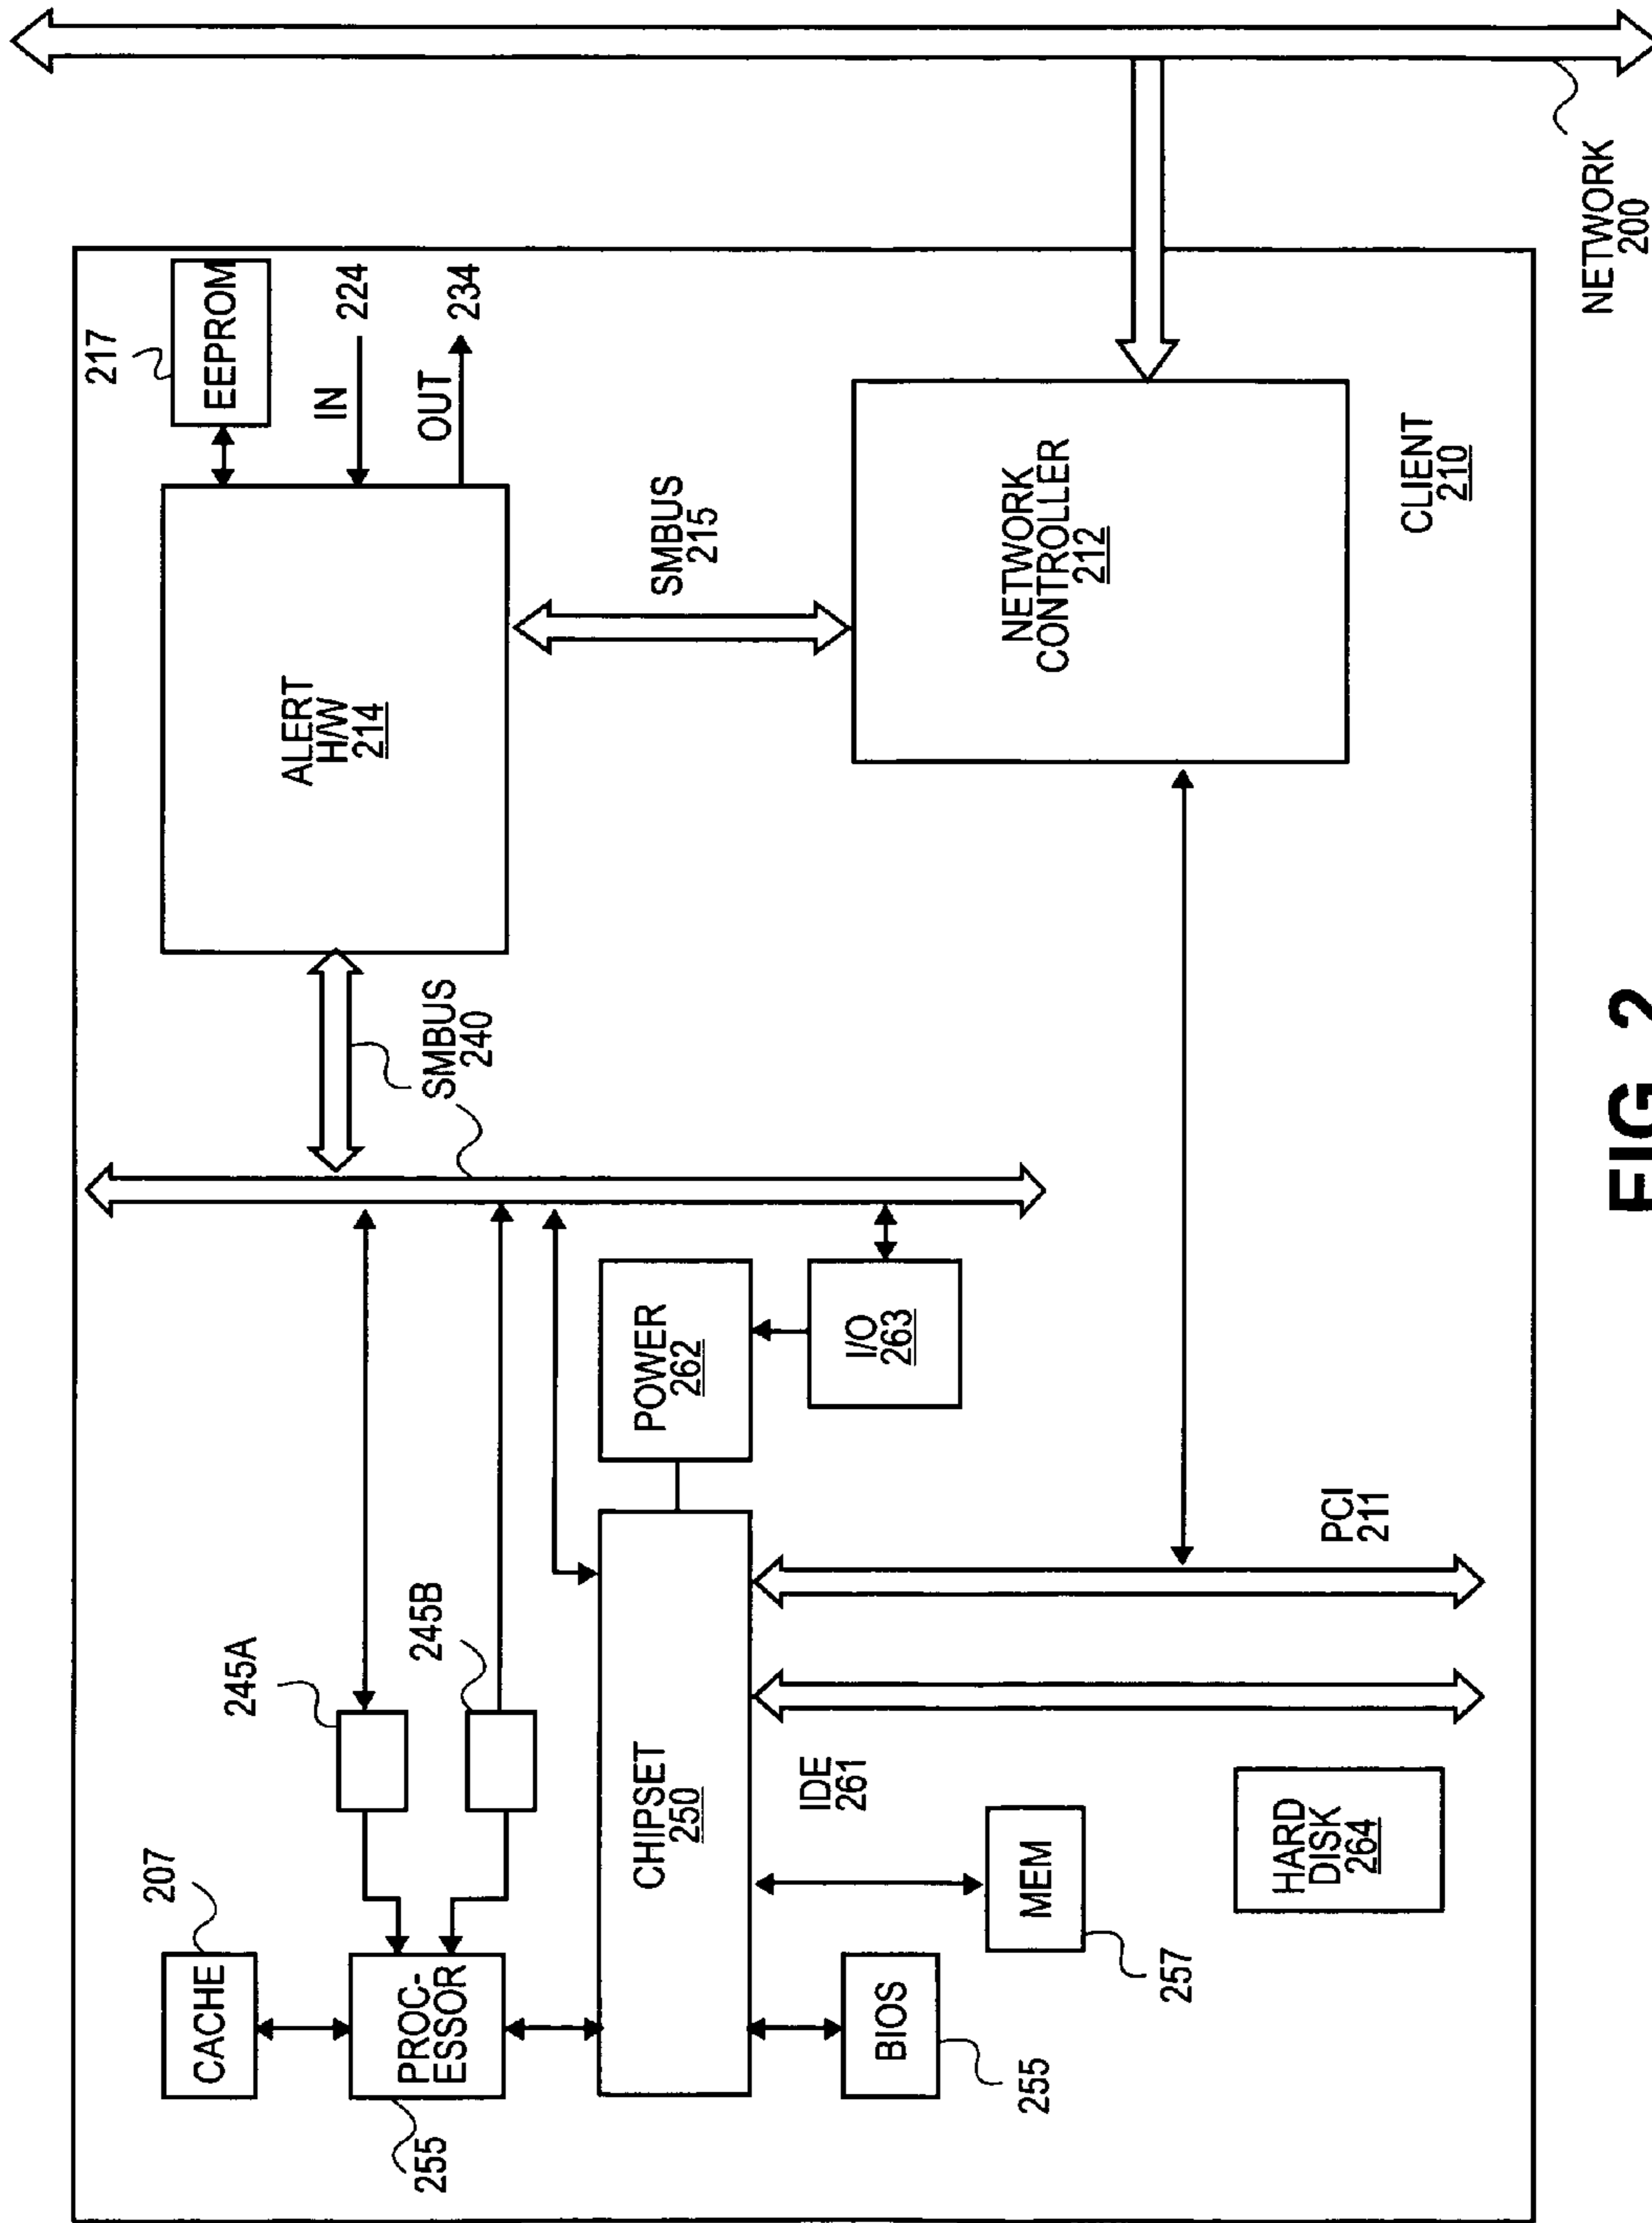 CACHE
207
PROC-
ESSOR
255
245A
245B
CHIPSET
250
POWER
262
I/O
263
BIOS
255
MEM
257
IDE
261
HARD
DISK
264
PCI
211
SMBUS
240
ALERT
H/W
214
217
EEPROM
IN
224
OUT
234
SMBUS
215
NETWORK
CONTROLLER
212
CLIENT
210
NETWORK
200
FIG. 2